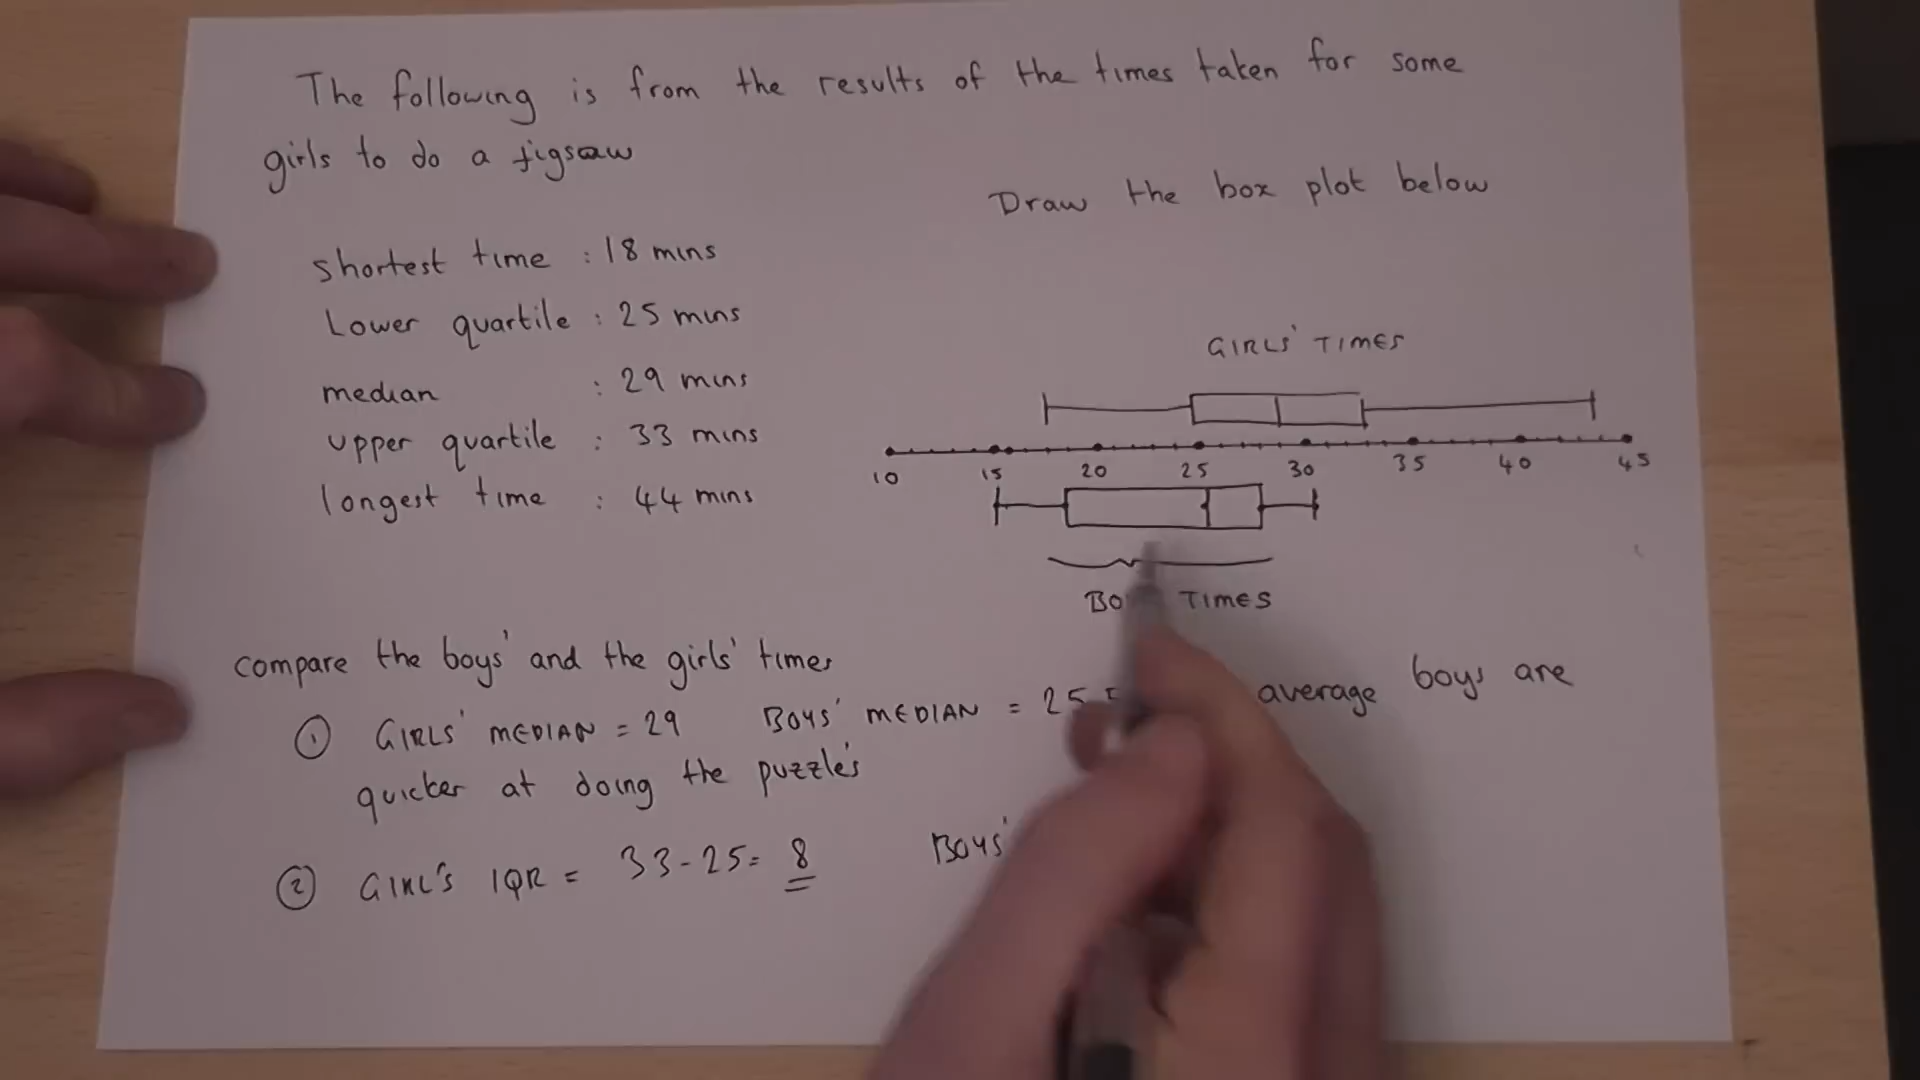 The following is from the results of the times taken for some
girls to do a jigsaw
Draw the box plot below
shortest time : 18 mins
Lower quartile : 25 mins
median : 29 mins
upper quartile : 33 mins
longest time : 44 mins
GIRLS' TIMES
10 15 20 25 30 35 40 45
TIMES
compare the boys' and the girls' times
① GIRLS' MEDIAN = 29 BOYS' MEDIAN = average boys are
quicker at doing the puzzle's
② GIRL'S IQR = 33-25= 8 BOYS'